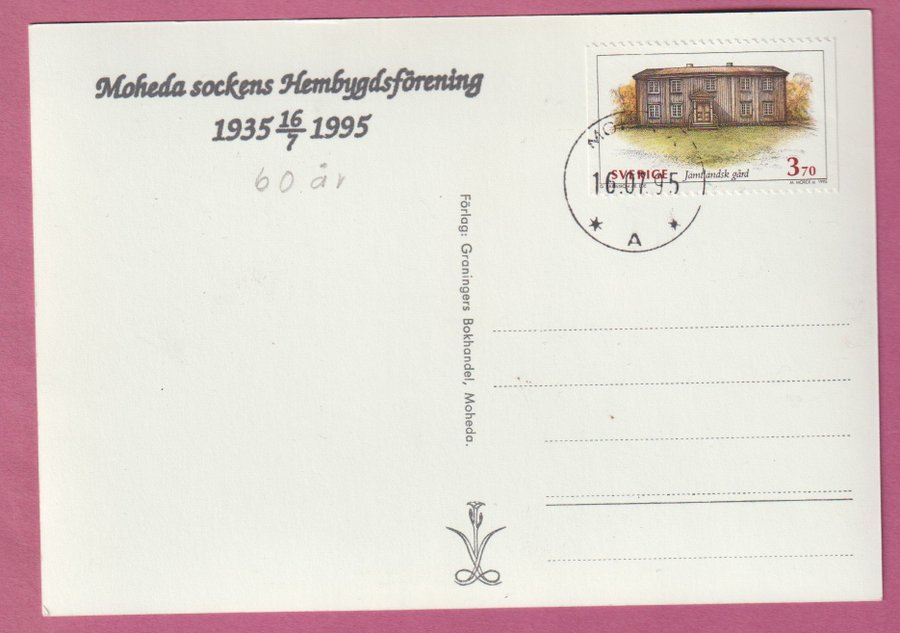 Moheda sockens Hembygdsförening
1935 16/7 1995
60 år
Förlag: Graningers Bokhandel, Moheda.
SVERIGE Jämtländsk gård 3 70
16.07.95
A